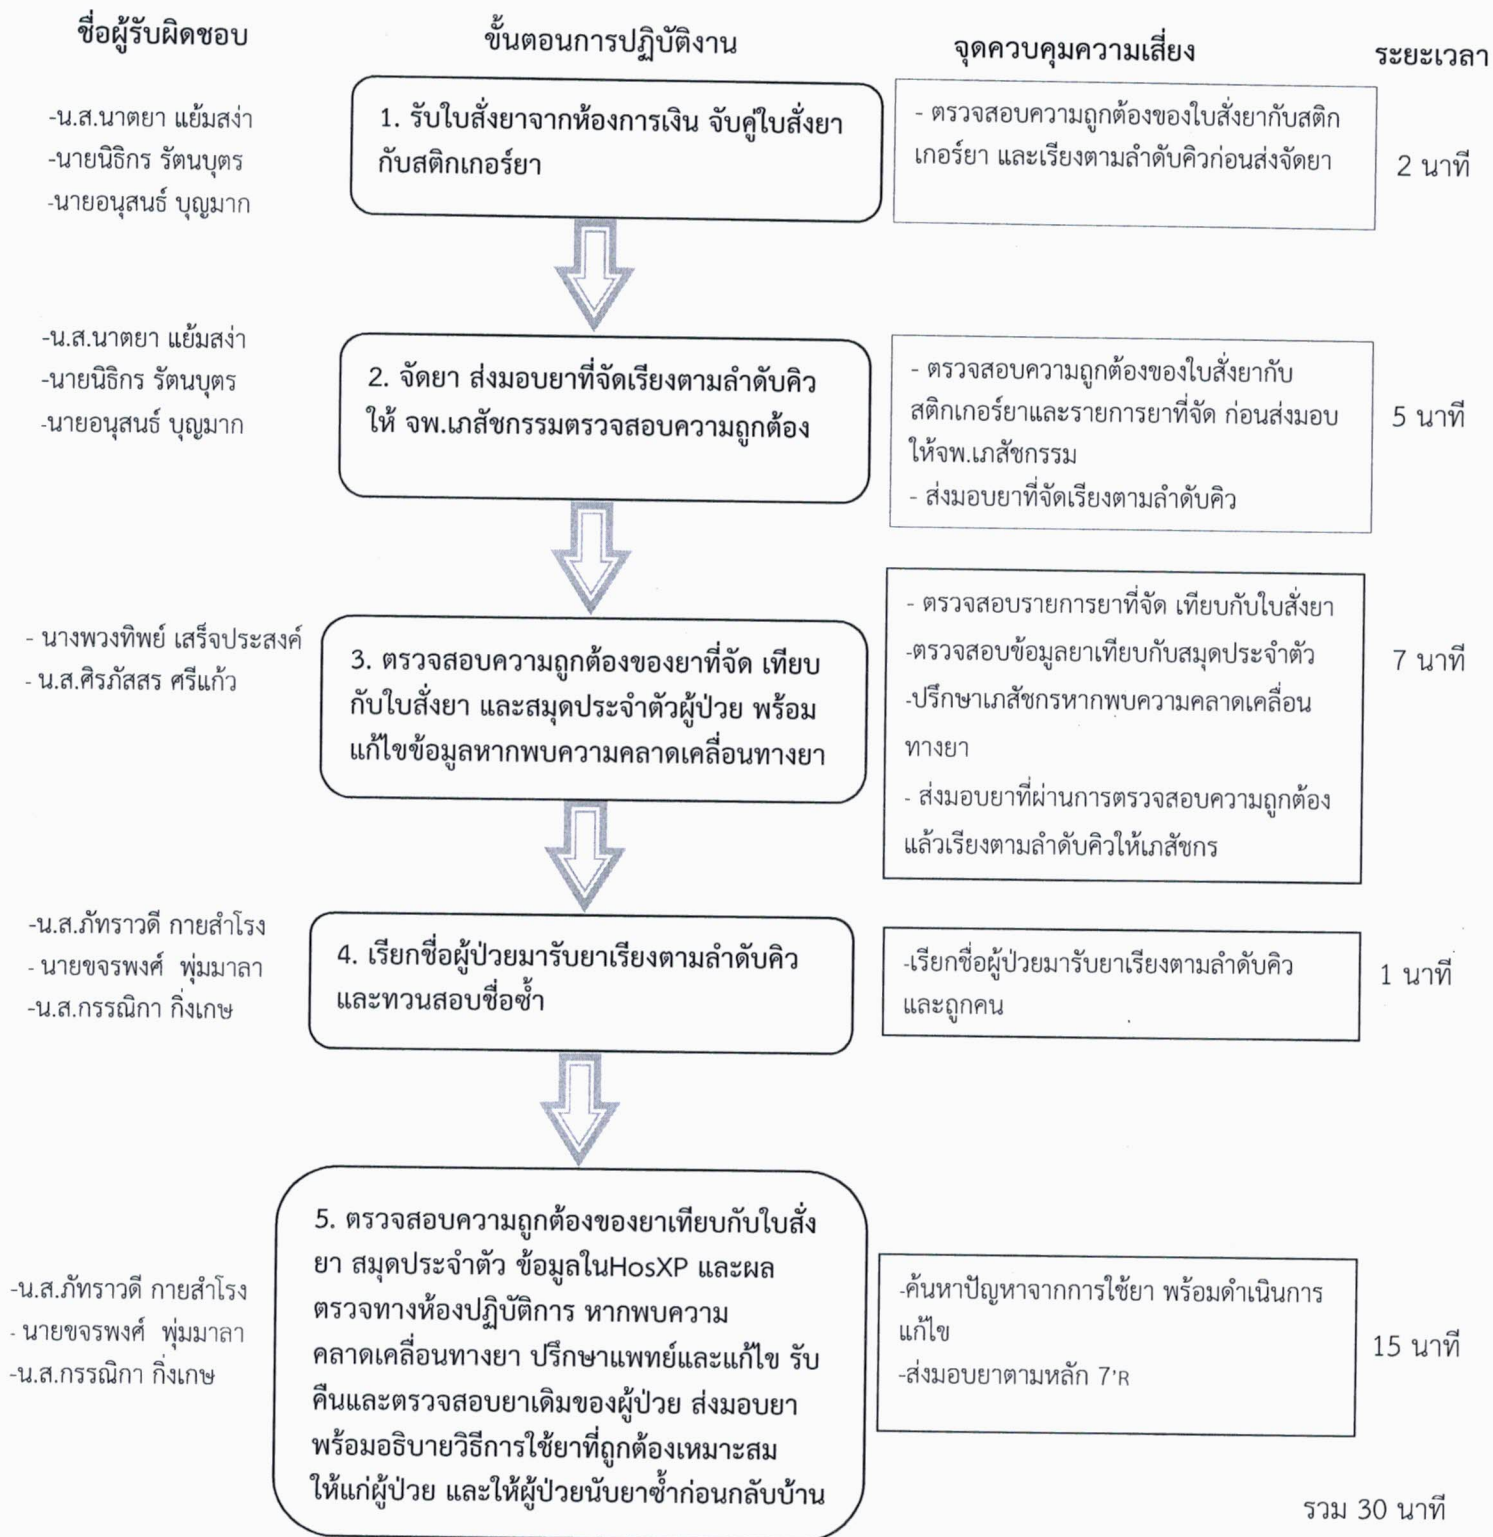 ชื่อผู้รับผิดชอบ
ขั้นตอนการปฏิบัติงาน
จุดควบคุมความเสี่ยง
ระยะเวลา
-น.ส.นาตยา แย้มสง่า
-นายนิธิกร รัตนบุตร
-นายอนุสนธ์ บุญมาก
1. รับใบสั่งยาจากห้องการเงิน จับคู่ใบสั่งยา
กับสติกเกอร์ยา
- ตรวจสอบความถูกต้องของใบสั่งยากับสติก
เกอร์ยา และเรียงตามลำดับคิวก่อนส่งจัดยา
2 นาที
-น.ส.นาตยา แย้มสง่า
-นายนิธิกร รัตนบุตร
-นายอนุสนธ์ บุญมาก
2. จัดยา ส่งมอบยาที่จัดเรียงตามลำดับคิว
ให้ จพ.เภสัชกรรมตรวจสอบความถูกต้อง
- ตรวจสอบความถูกต้องของใบสั่งยากับ
สติกเกอร์ยาและรายการยาที่จัด ก่อนส่งมอบ
ให้จพ.เภสัชกรรม
- ส่งมอบยาที่จัดเรียงตามลำดับคิว
5 นาที
- นางพวงทิพย์ เสร็จประสงค์
- น.ส.ศิรภัสสร ศรีแก้ว
3. ตรวจสอบความถูกต้องของยาที่จัด เทียบ
กับใบสั่งยา และสมุดประจำตัวผู้ป่วย พร้อม
แก้ไขข้อมูลหากพบความคลาดเคลื่อนทางยา
- ตรวจสอบรายการยาที่จัด เทียบกับใบสั่งยา
-ตรวจสอบข้อมูลยาเทียบกับสมุดประจำตัว
-ปรึกษาเภสัชกรหากพบความคลาดเคลื่อน
ทางยา
- ส่งมอบยาที่ผ่านการตรวจสอบความถูกต้อง
แล้วเรียงตามลำดับคิวให้เภสัชกร
7 นาที
-น.ส.ภัทราวดี กายสำโรง
- นายขจรพงศ์ พุ่มมาลา
-น.ส.กรรณิกา กิ่งเกษ
4. เรียกชื่อผู้ป่วยมารับยาเรียงตามลำดับคิว
และทวนสอบชื่อซ้ำ
-เรียกชื่อผู้ป่วยมารับยาเรียงตามลำดับคิว
และถูกคน
1 นาที
-น.ส.ภัทราวดี กายสำโรง
- นายขจรพงศ์ พุ่มมาลา
-น.ส.กรรณิกา กิ่งเกษ
5. ตรวจสอบความถูกต้องของยาเทียบกับใบสั่ง
ยา สมุดประจำตัว ข้อมูลในHosXP และผล
ตรวจทางห้องปฏิบัติการ หากพบความ
คลาดเคลื่อนทางยา ปรึกษาแพทย์และแก้ไข รับ
คืนและตรวจสอบยาเดิมของผู้ป่วย ส่งมอบยา
พร้อมอธิบายวิธีการใช้ยาที่ถูกต้องเหมาะสม
ให้แก่ผู้ป่วย และให้ผู้ป่วยนับยาซ้ำก่อนกลับบ้าน
-ค้นหาปัญหาจากการใช้ยา พร้อมดำเนินการ
แก้ไข
-ส่งมอบยาตามหลัก 7'R
15 นาที
รวม 30 นาที